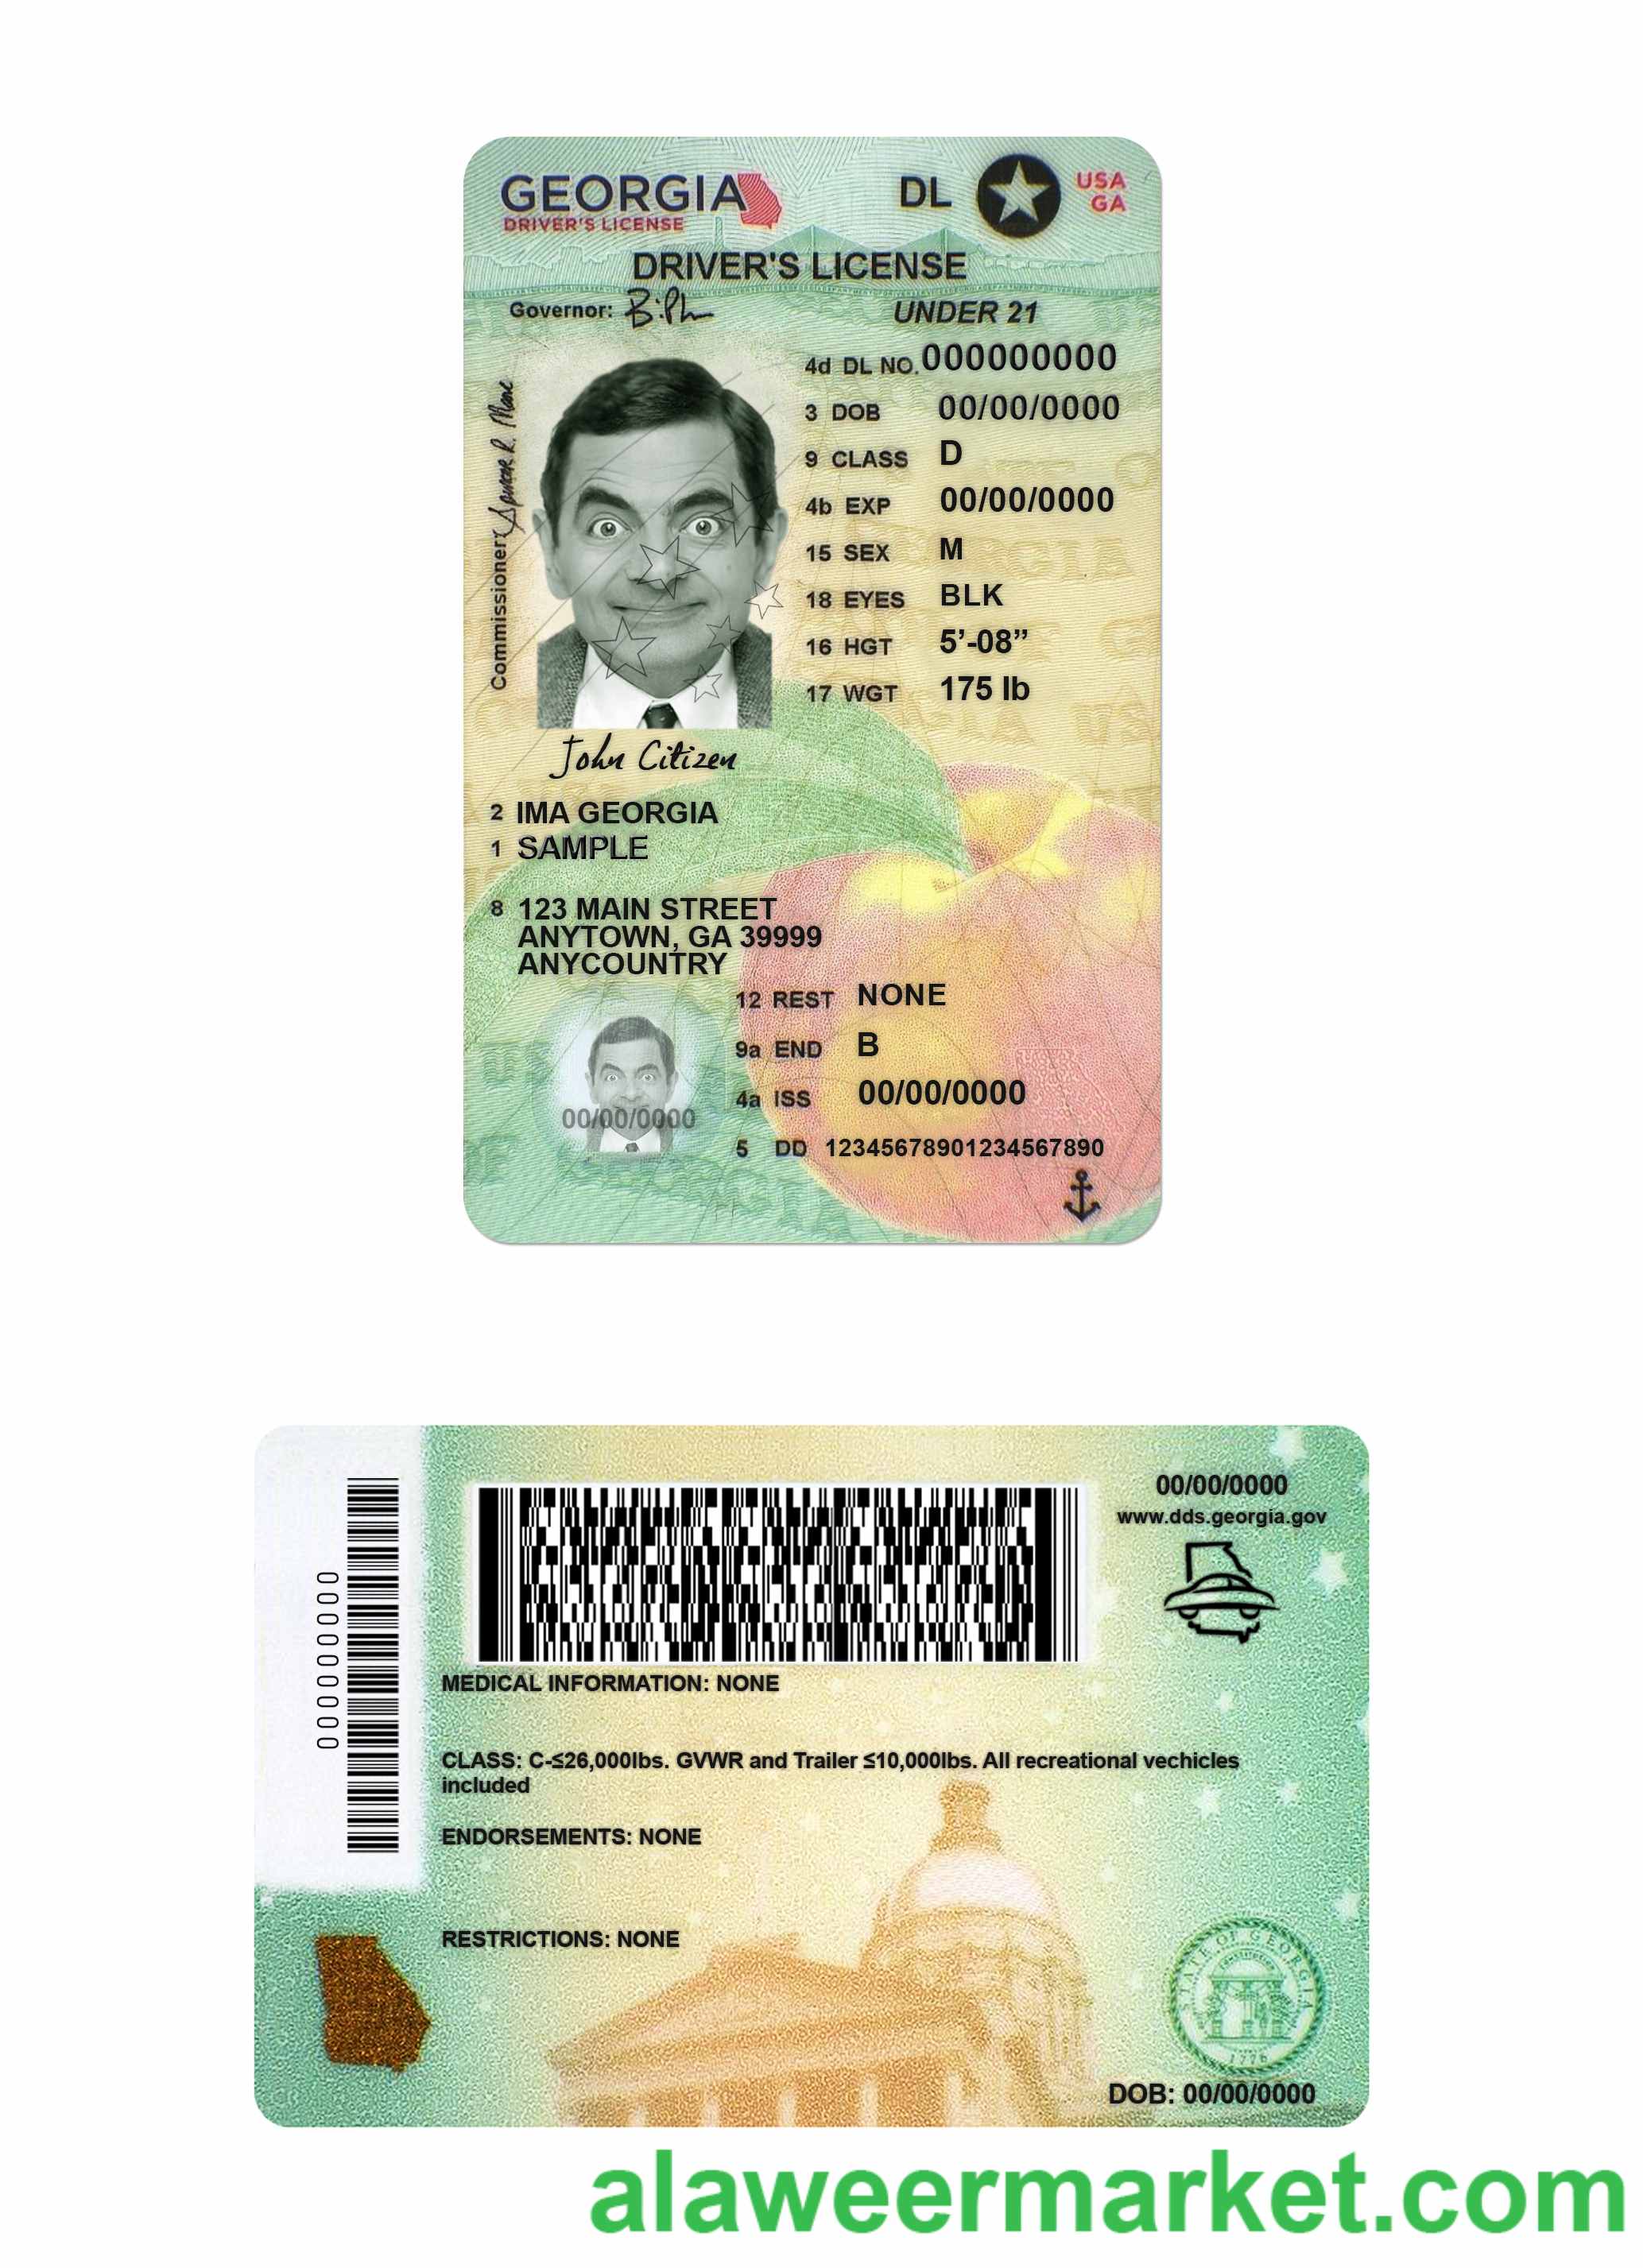 GEORGIA
DRIVER'S LICENSE
DL
USA
GA
DRIVER'S LICENSE
Governor:
UNDER 21
Commissioner:
4d DL NO. 000000000
3 DOB 00/00/0000
9 CLASS D
4b EXP 00/00/0000
15 SEX M
18 EYES BLK
16 HGT 5’-08”
17 WGT 175 lb
John Citizen
2 IMA GEORGIA
1 SAMPLE
8 123 MAIN STREET
ANYTOWN, GA 39999
ANYCOUNTRY
12 REST NONE
9a END B
4a ISS 00/00/0000
00/00/0000
5 DD 12345678901234567890
000000000
00/00/0000
www.dds.georgia.gov
MEDICAL INFORMATION: NONE
CLASS: C-≤26,000lbs. GVWR and Trailer ≤10,000lbs. All recreational vechicles
included
ENDORSEMENTS: NONE
RESTRICTIONS: NONE
STATE OF GEORGIA
1776
DOB: 00/00/0000
alaweermarket.com